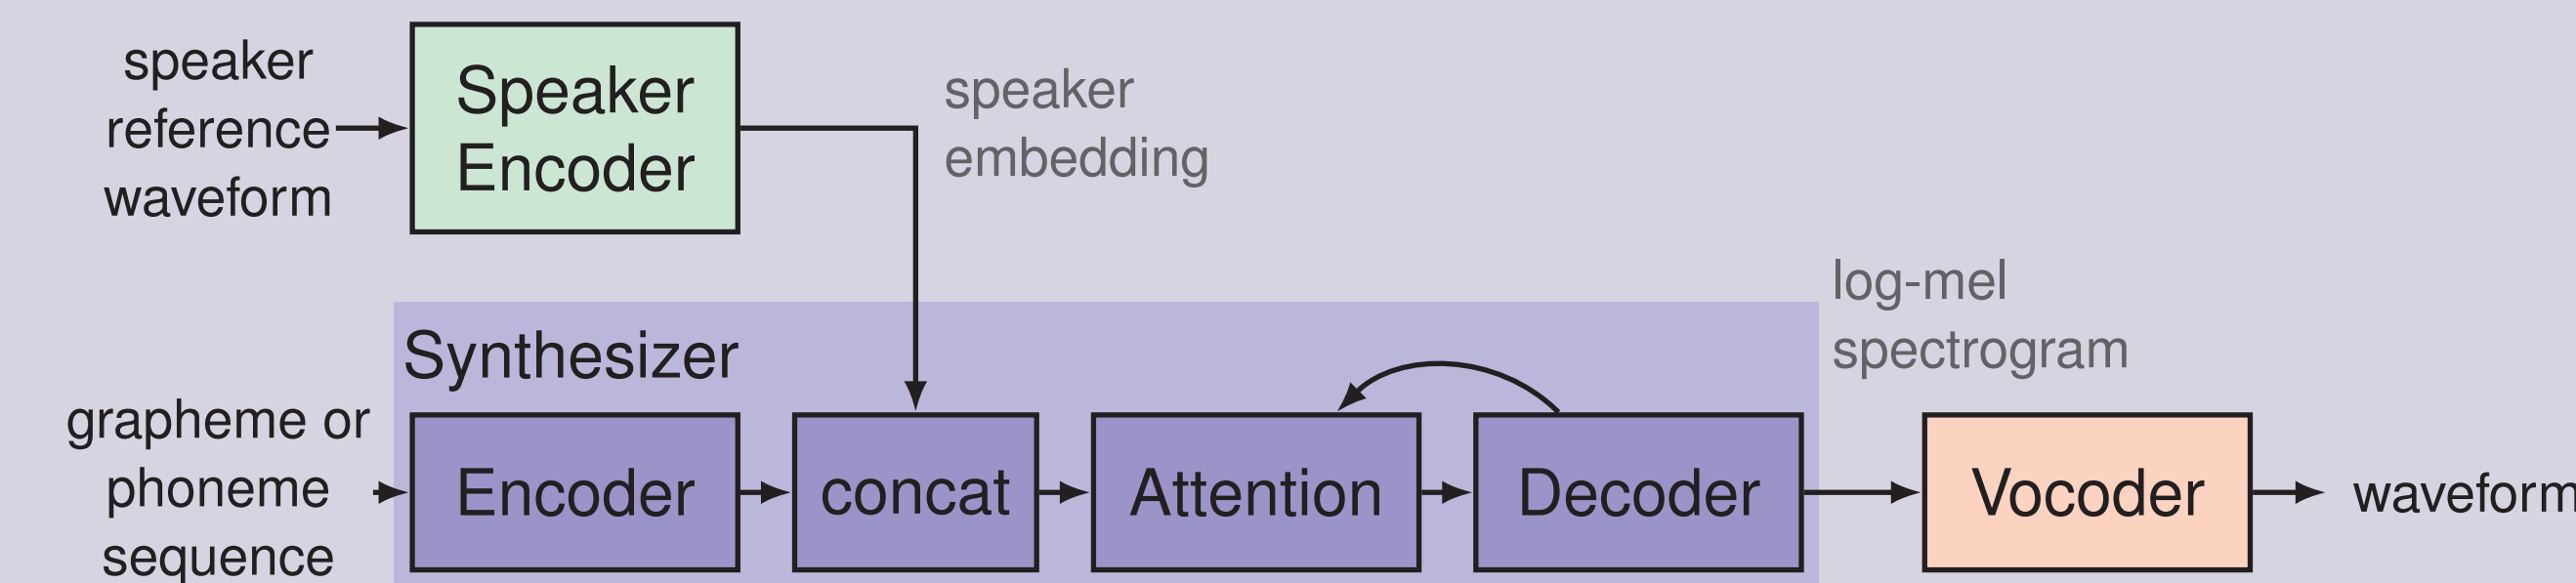 speaker
reference
waveform
Speaker
Encoder
speaker
embedding
Synthesizer
log-mel
spectrogram
grapheme or
phoneme
sequence
Encoder
concat
Attention
Decoder
Vocoder
waveform